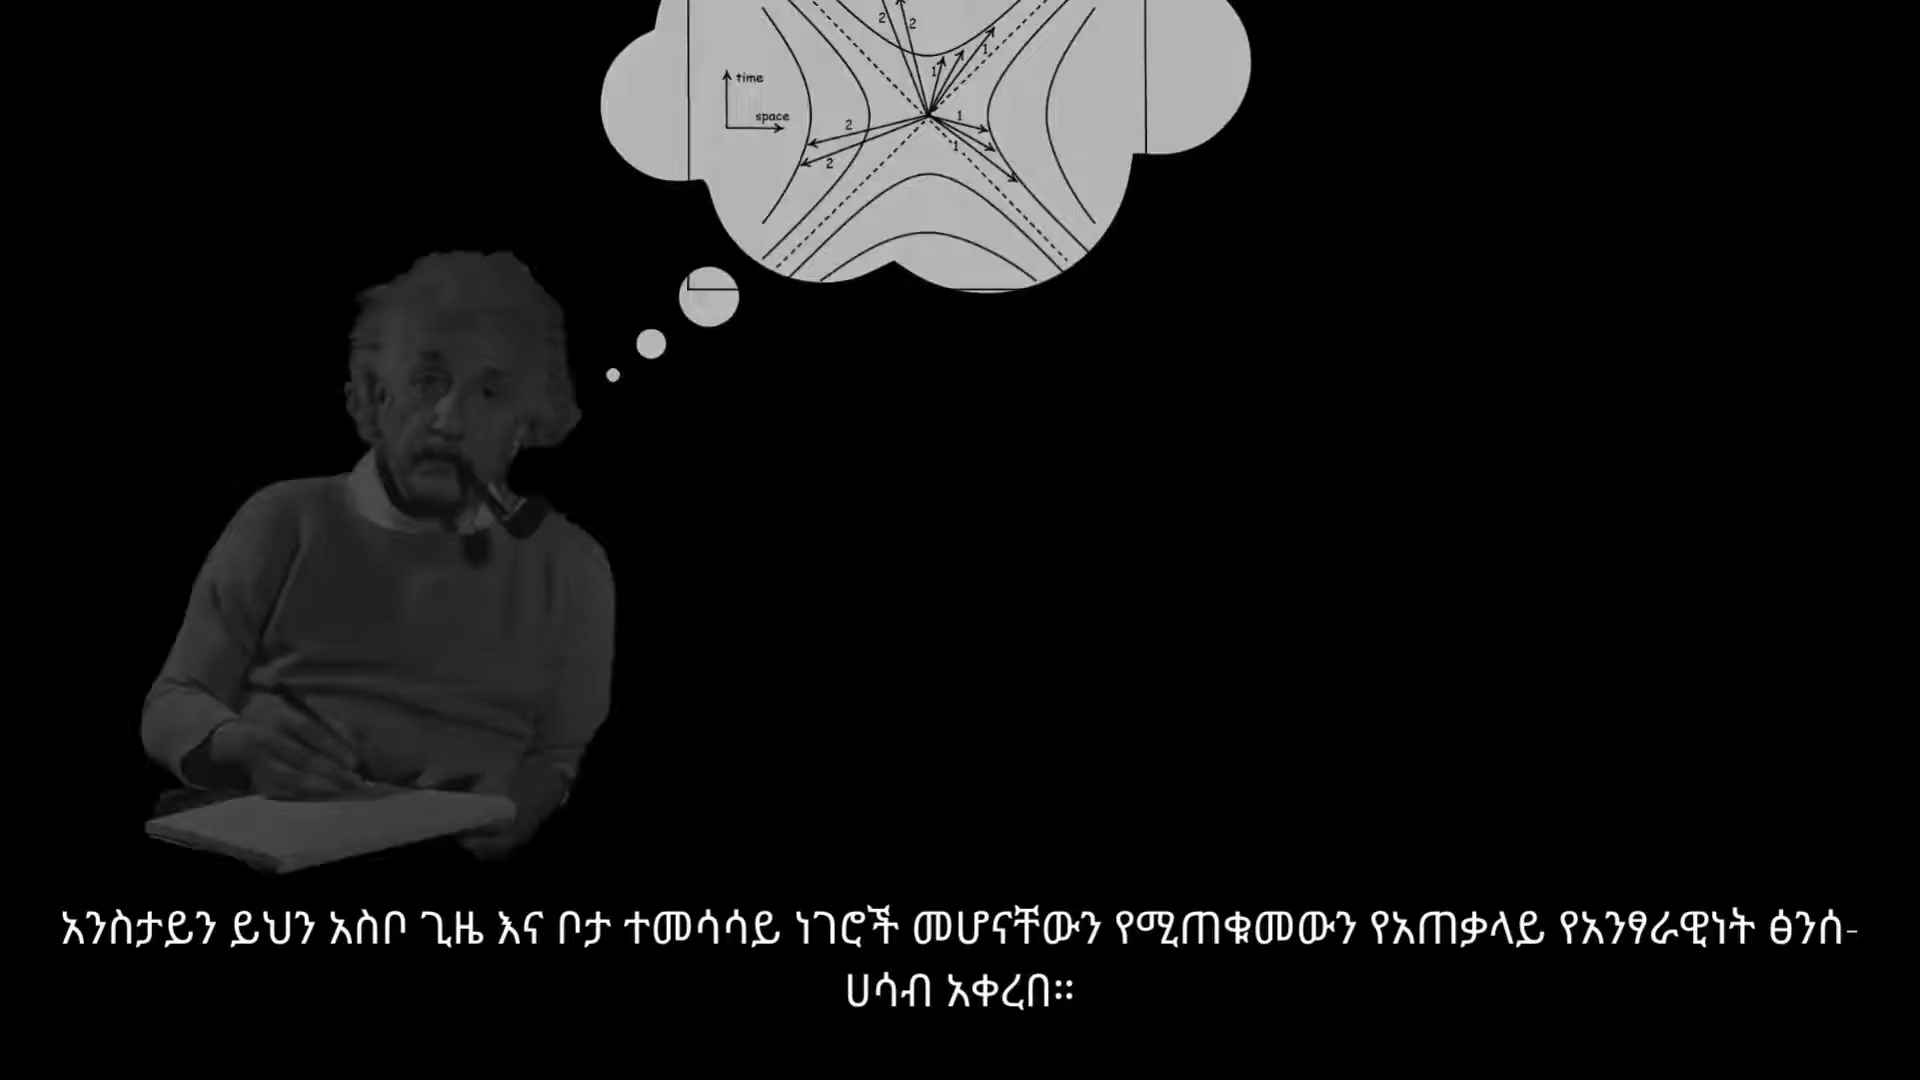 2
2
1
1
time
space
2
1
1
2
አንስታይን ይህን አስቦ ጊዜ እና ቦታ ተመሳሳይ ነገሮች መሆናቸውን የሚጠቁመውን የአጠቃላይ የአንፃራዊነት ፅንሰ-
ሀሳብ አቀረበ።